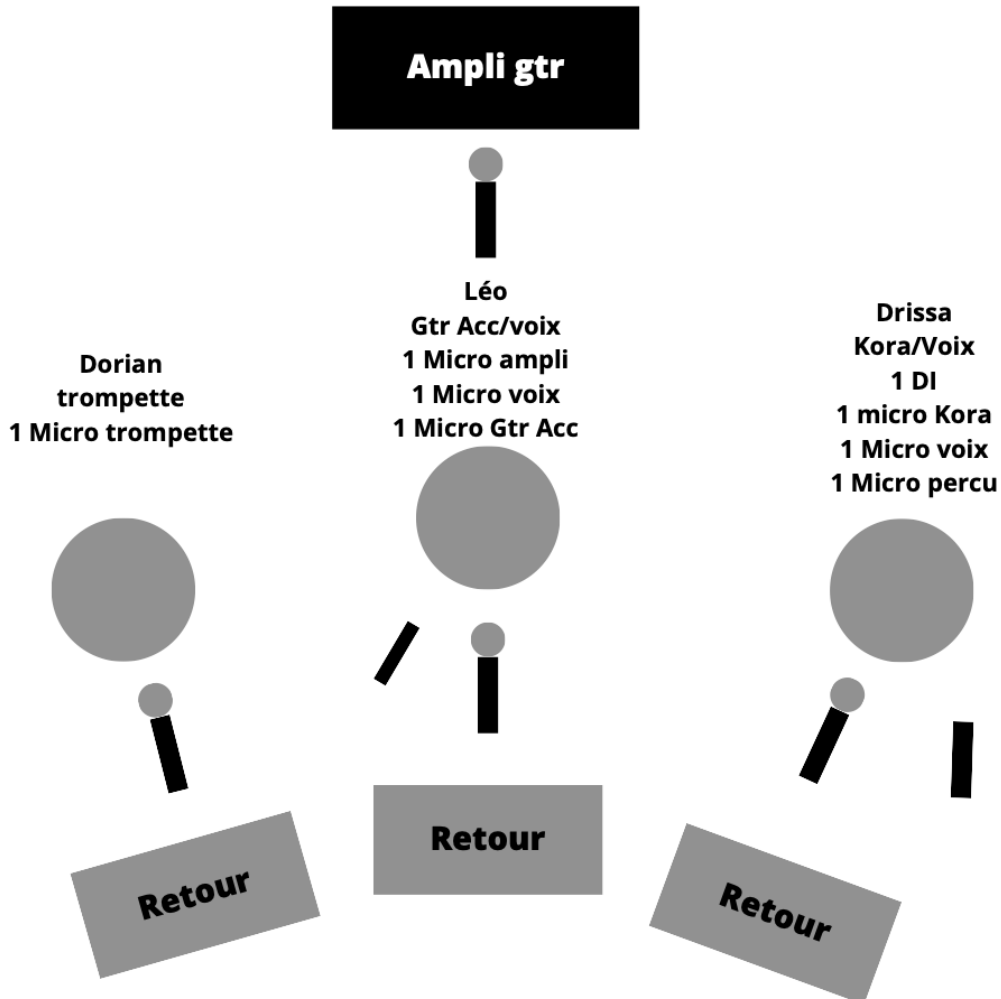 Ampli gtr
Léo
Gtr Acc/voix
1 Micro ampli
1 Micro voix
1 Micro Gtr Acc
Dorian
trompette
1 Micro trompette
Drissa
Kora/Voix
1 DI
1 micro Kora
1 Micro voix
1 Micro percu
Retour
Retour
Retour